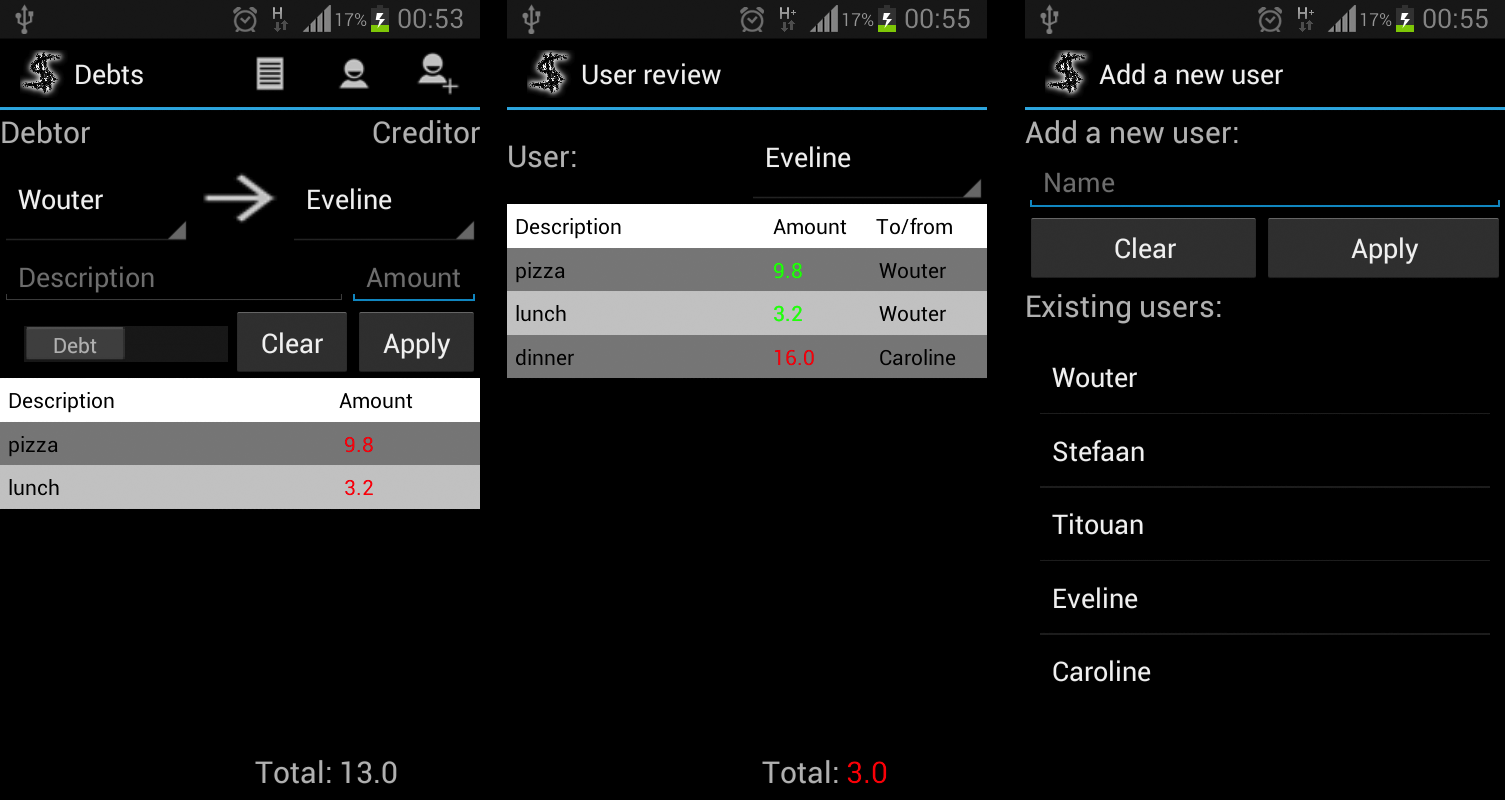 H 17% 00:53
Debts
Debtor Creditor
Wouter Eveline
Description Amount
Debt Clear Apply
Description Amount
pizza 9.8
lunch 3.2
Total: 13.0
H+ 17% 00:55
User review
User: Eveline
Description Amount To/from
pizza 9.8 Wouter
lunch 3.2 Wouter
dinner 16.0 Caroline
Total: 3.0
H+ 17% 00:55
Add a new user
Add a new user:
Name
Clear Apply
Existing users:
Wouter
Stefaan
Titouan
Eveline
Caroline